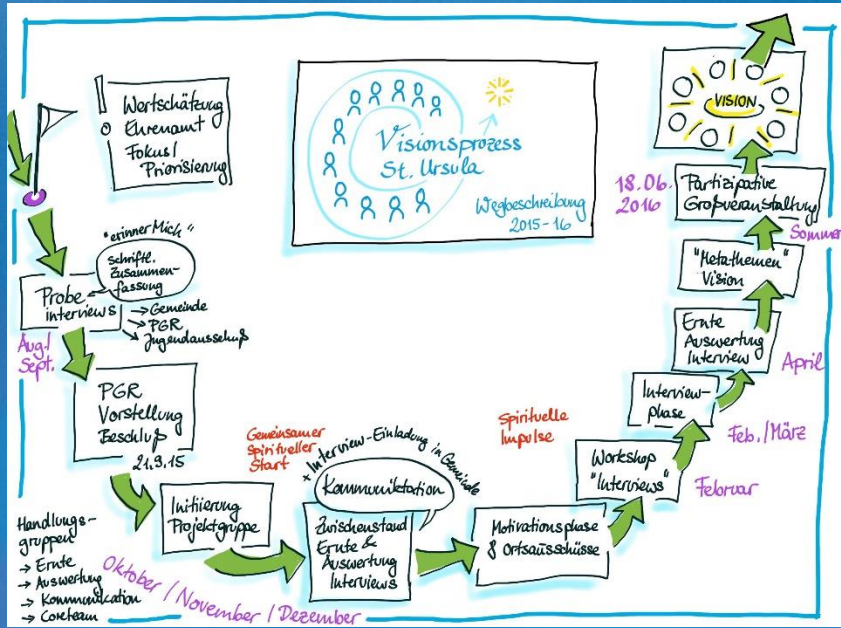 Wertschätzung
Ehrenamt
Fokus/
Priorisierung
Visionsprozess
St. Ursula
Wegbeschreibung
2015-16
"erinner Mich"
schriftl.
Zusammen-
fassung
Probe
interviews
→ Gemeinde
→ PGR
→ Jugendausschuß
Aug./
Sept.
PGR
Vorstellung
Beschluß
21.9.15
Initiierung
Projektgruppe
Handlungs-
gruppen
→ Ernte
→ Auswertung
→ Kommunikation
→ Coreteam
Oktober / November / Dezember
Gemeinsamer
Spiritueller
Start
+ Interview-Einladung in Gemeinde
Kommuniktation
Zwischenstand
Ernte &
Auswertung
Interviews
Spirituelle
Impulse
Motivationsphase
& Ortsausschüsse
Workshop
"Interviews"
Februar
Interview-
phase
Feb./März
Ernte
Auswertung
Interview
April
"Metathemen"
Vision
18.06.
2016
Partizipative
Großveranstaltung
Sommer
VISION